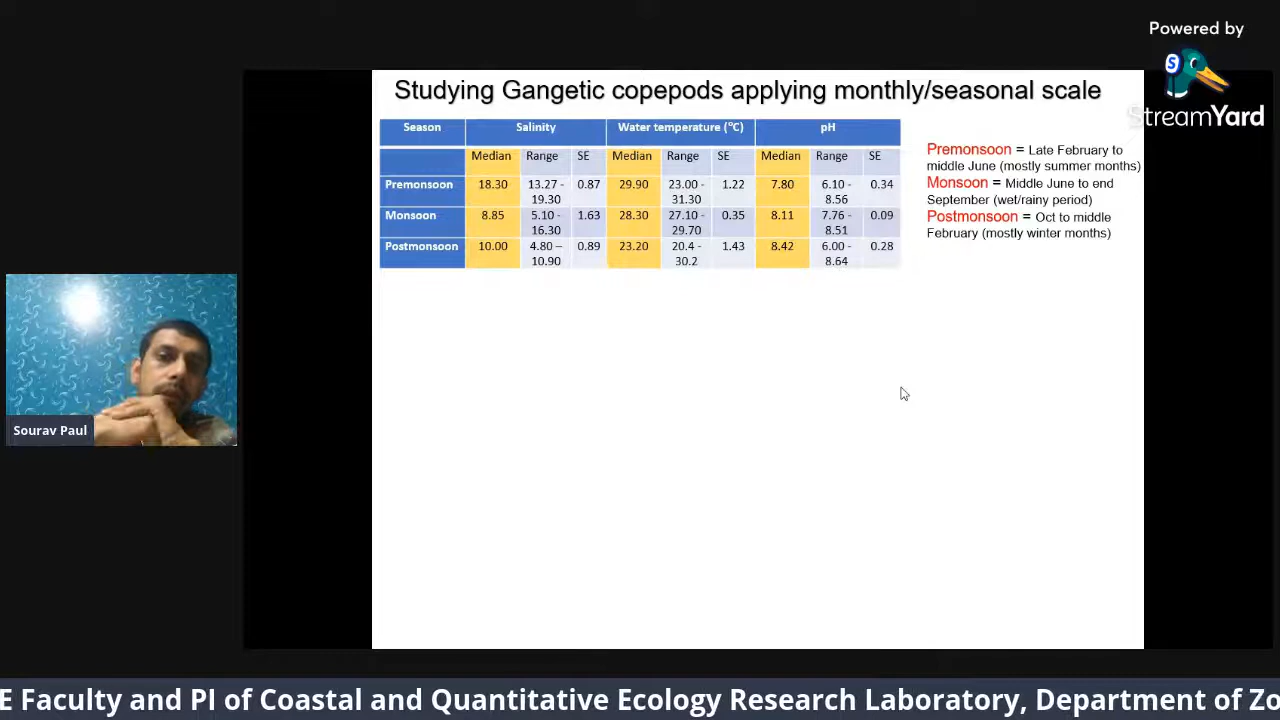 Powered by
StreamYard
Studying Gangetic copepods applying monthly/seasonal scale
Season Salinity Water temperature (°C) pH
Median Range SE Median Range SE Median Range SE
Premonsoon 18.30 13.27 - 19.30 0.87 29.90 23.00 - 31.30 1.22 7.80 6.10 - 8.56 0.34
Monsoon 8.85 5.10 - 16.30 1.63 28.30 27.10 - 29.70 0.35 8.11 7.76 - 8.51 0.09
Postmonsoon 10.00 4.80 – 10.90 0.89 23.20 20.4 - 30.2 1.43 8.42 6.00 - 8.64 0.28
Premonsoon = Late February to
middle June (mostly summer months)
Monsoon = Middle June to end
September (wet/rainy period)
Postmonsoon = Oct to middle
February (mostly winter months)
Sourav Paul
E Faculty and PI of Coastal and Quantitative Ecology Research Laboratory, Department of Zo